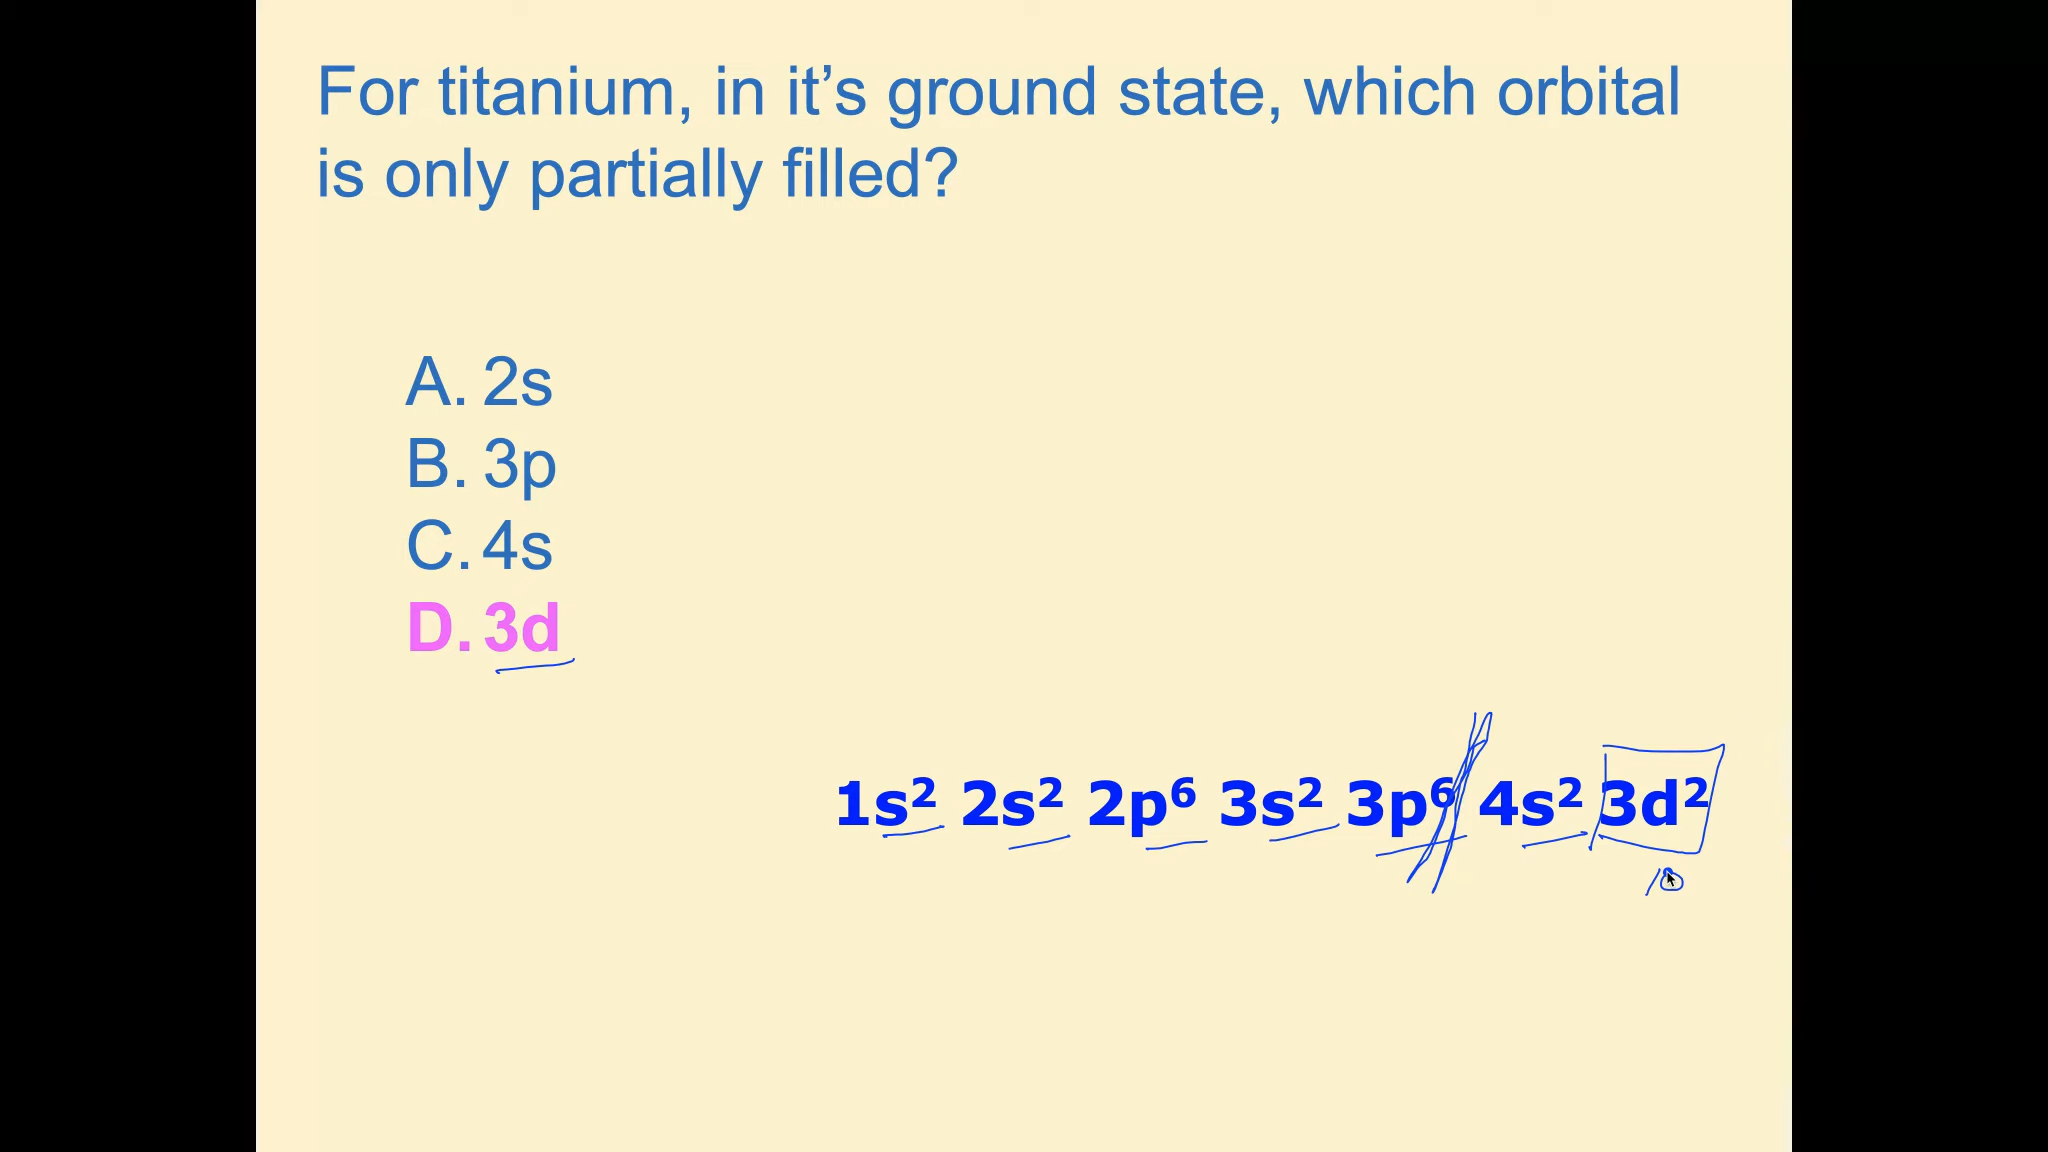 For titanium, in it’s ground state, which orbital
is only partially filled?
A. 2s
B. 3p
C. 4s
D. 3d
1s² 2s² 2p⁶ 3s² 3p⁶ 4s² 3d²
10